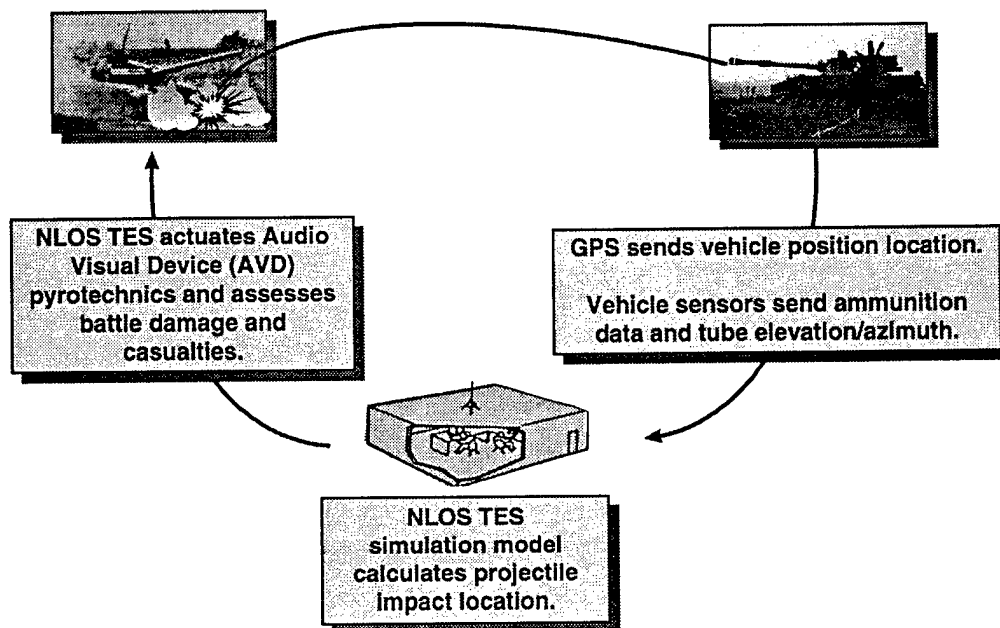 NLOS TES actuates Audio
Visual Device (AVD)
pyrotechnics and assesses
battle damage and
casualties.
GPS sends vehicle position location.
Vehicle sensors send ammunition
data and tube elevation/azimuth.
NLOS TES
simulation model
calculates projectile
impact location.